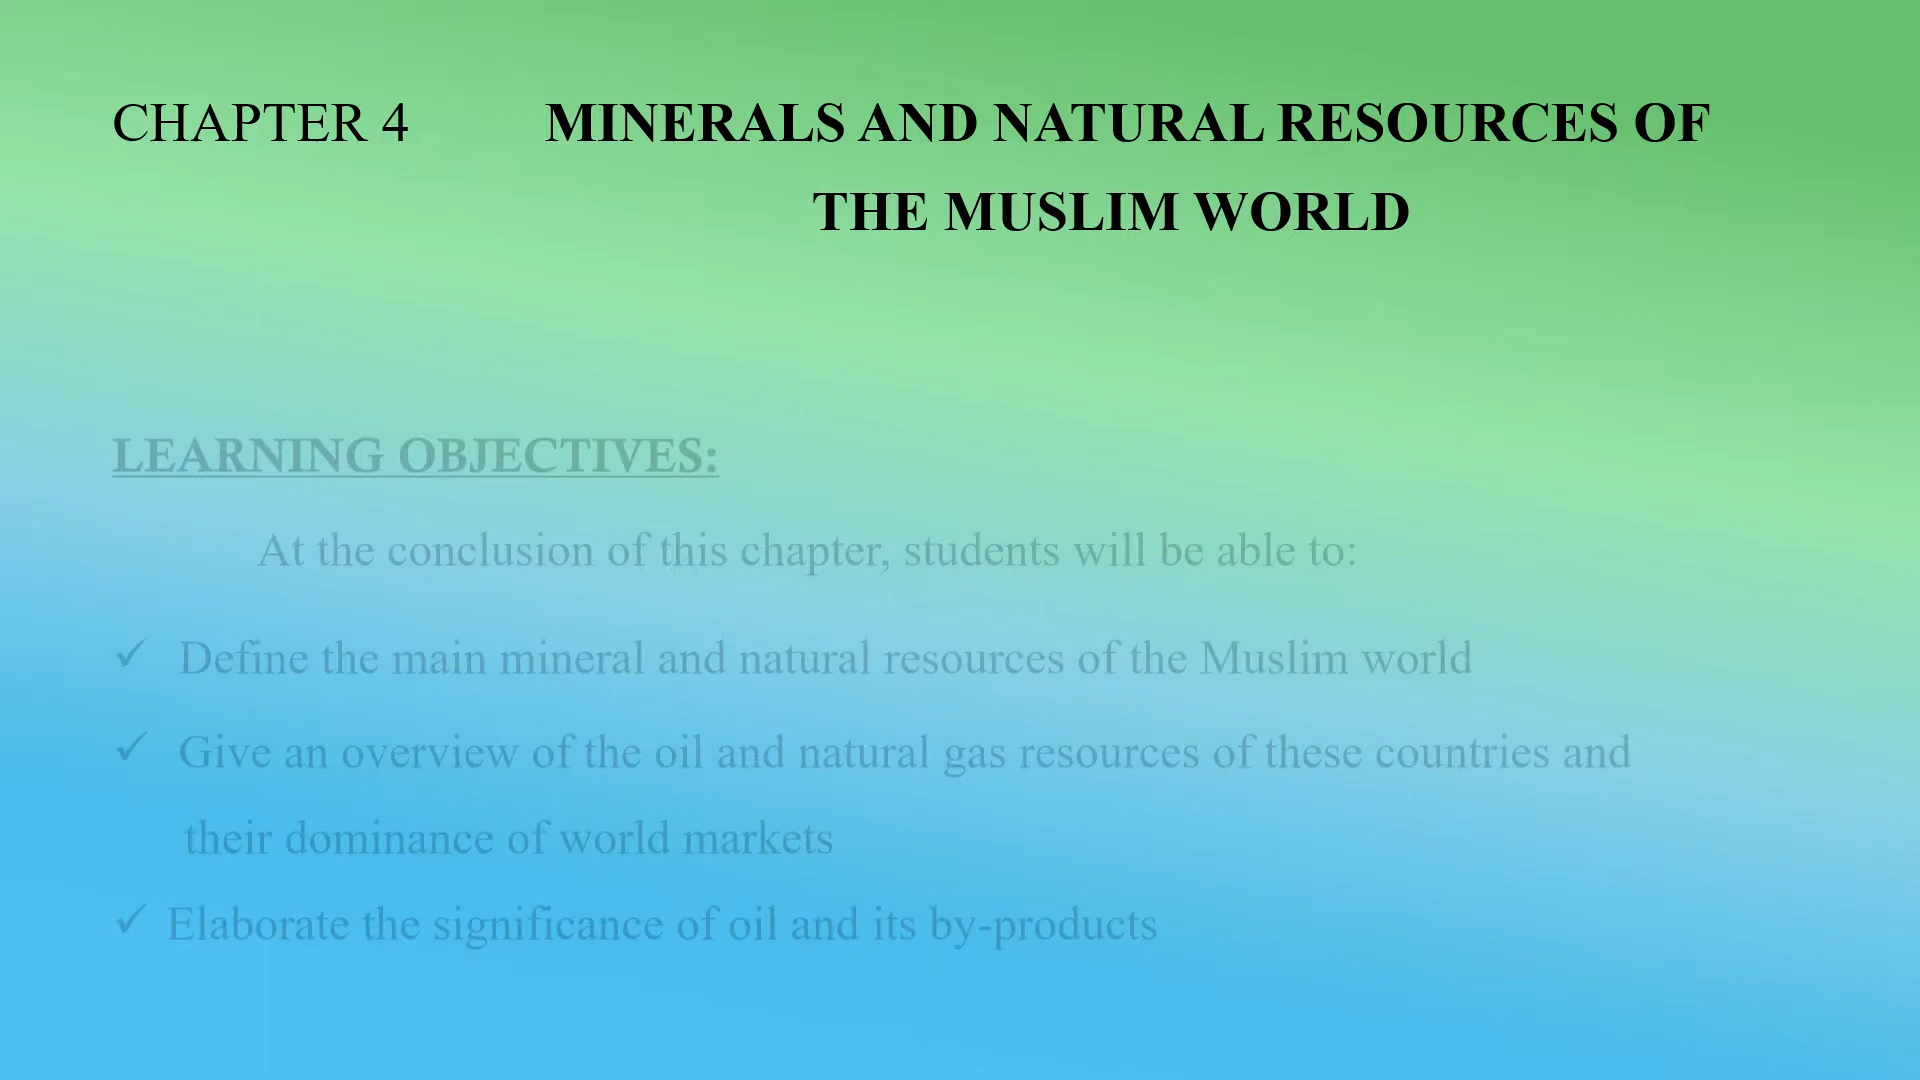 CHAPTER 4 MINERALS AND NATURAL RESOURCES OF
THE MUSLIM WORLD
LEARNING OBJECTIVES:
At the conclusion of this chapter, students will be able to:
✓ Define the main mineral and natural resources of the Muslim world
✓ Give an overview of the oil and natural gas resources of these countries and
their dominance of world markets
✓ Elaborate the significance of oil and its by-products